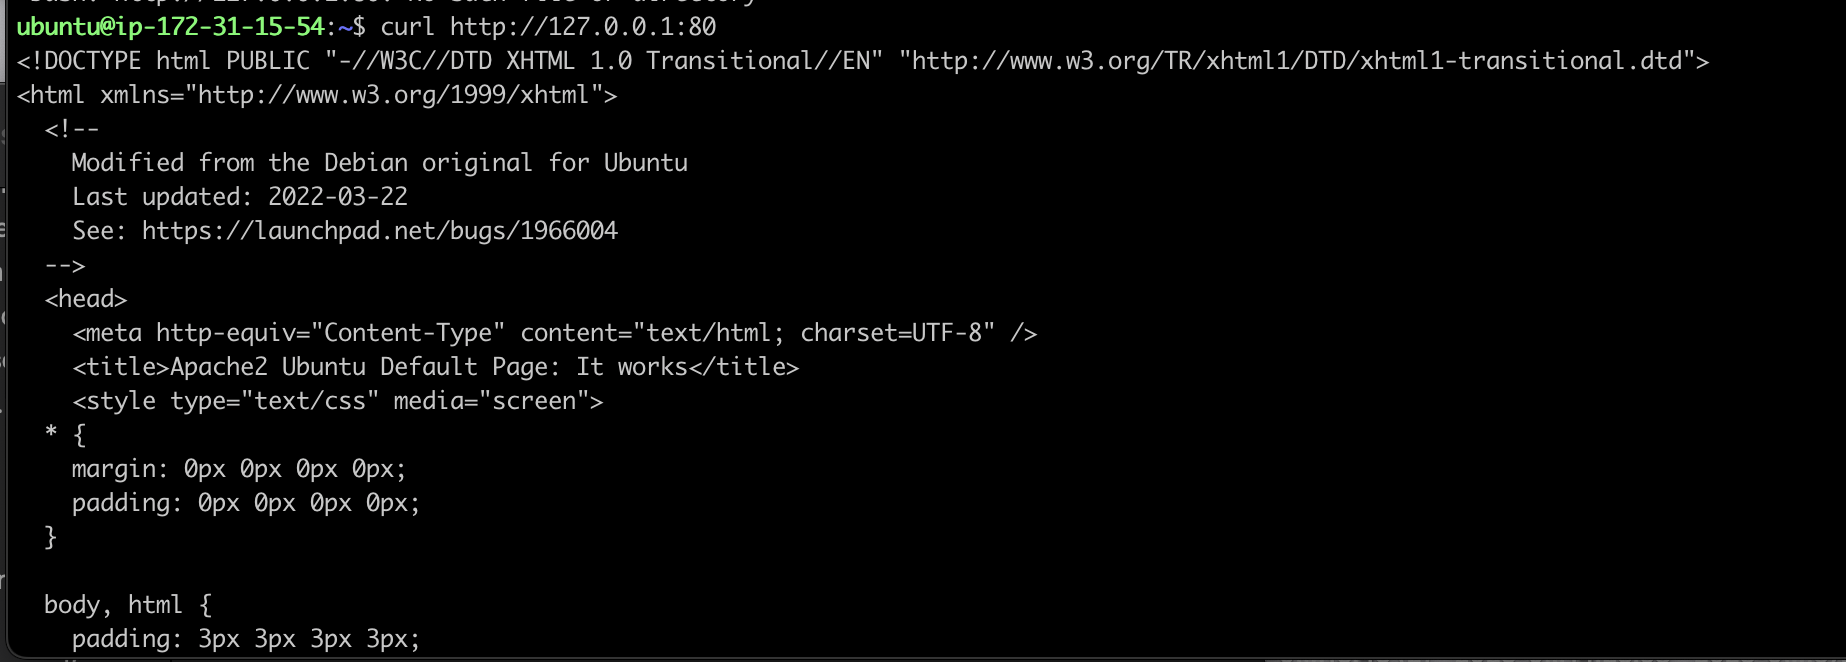 ubuntu@ip-172-31-15-54:~$ curl http://127.0.0.1:80
<!DOCTYPE html PUBLIC "-//W3C//DTD XHTML 1.0 Transitional//EN" "http://www.w3.org/TR/xhtml1/DTD/xhtml1-transitional.dtd">
<html xmlns="http://www.w3.org/1999/xhtml">
  <!--
    Modified from the Debian original for Ubuntu
    Last updated: 2022-03-22
    See: https://launchpad.net/bugs/1966004
  -->
  <head>
    <meta http-equiv="Content-Type" content="text/html; charset=UTF-8" />
    <title>Apache2 Ubuntu Default Page: It works</title>
    <style type="text/css" media="screen">
  * {
    margin: 0px 0px 0px 0px;
    padding: 0px 0px 0px 0px;
  }

  body, html {
    padding: 3px 3px 3px 3px;